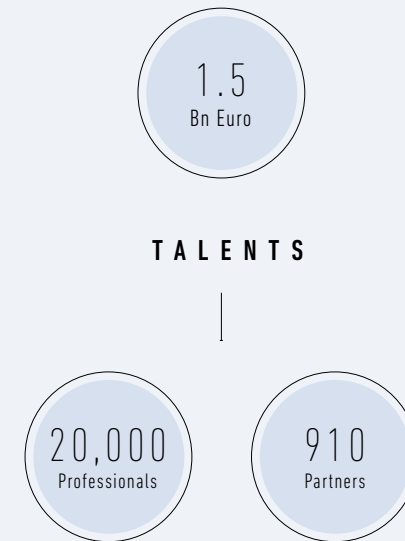 1.5
Bn Euro
TALENTS
20,000
Professionals
910
Partners